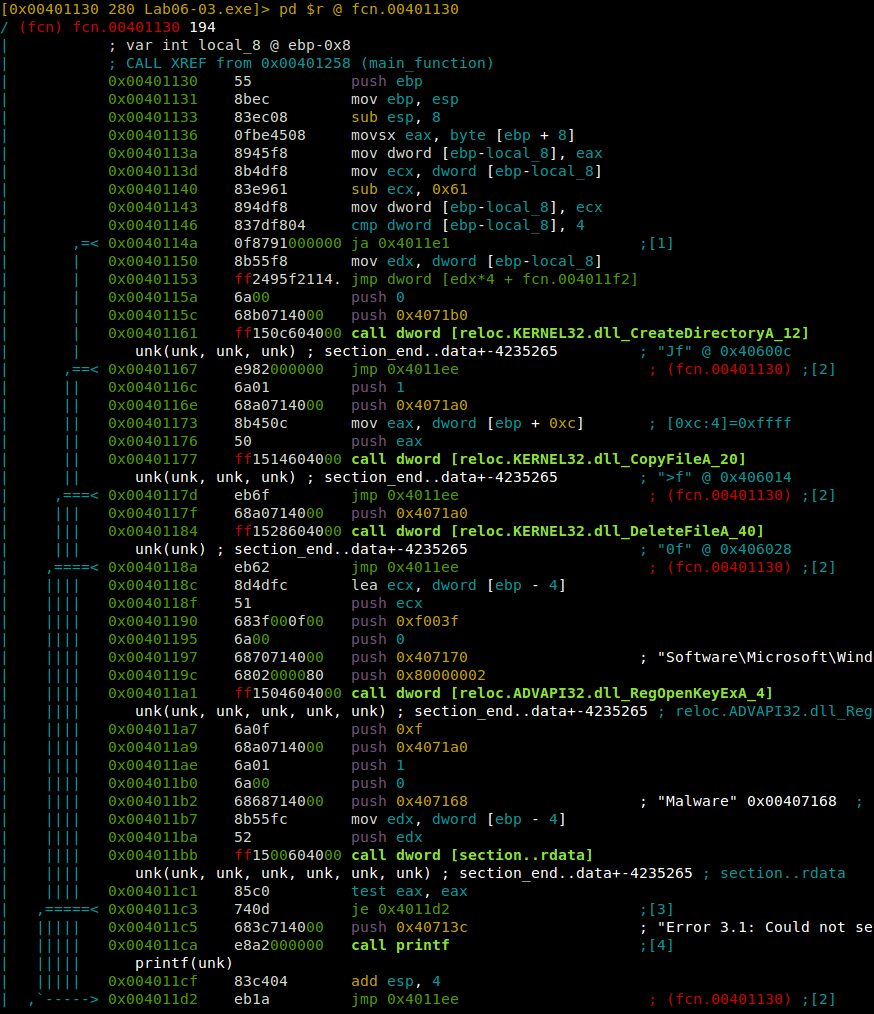 [0x00401130 280 Lab06-03.exe]> pd $r @ fcn.00401130
/ (fcn) fcn.00401130 194
|           ; var int local_8 @ ebp-0x8
|           ; CALL XREF from 0x00401258 (main_function)
|           0x00401130    55           push ebp
|           0x00401131    8bec         mov ebp, esp
|           0x00401133    83ec08       sub esp, 8
|           0x00401136    0fbe4508     movsx eax, byte [ebp + 8]
|           0x0040113a    8945f8       mov dword [ebp-local_8], eax
|           0x0040113d    8b4df8       mov ecx, dword [ebp-local_8]
|           0x00401140    83e961       sub ecx, 0x61
|           0x00401143    894df8       mov dword [ebp-local_8], ecx
|           0x00401146    837df804     cmp dword [ebp-local_8], 4
|       ,=< 0x0040114a    0f8791000000 ja 0x4011e1                     ;[1]
|       |   0x00401150    8b55f8       mov edx, dword [ebp-local_8]
|       |   0x00401153    ff2495f2114. jmp dword [edx*4 + fcn.004011f2]
|       |   0x0040115a    6a00         push 0
|       |   0x0040115c    68b0714000   push 0x4071b0
|       |   0x00401161    ff150c604000 call dword [reloc.KERNEL32.dll_CreateDirectoryA_12]
|       |      unk(unk, unk, unk) ; section_end..data+-4235265         ; "Jf" @ 0x40600c
|      ,==< 0x00401167    e982000000   jmp 0x4011ee                     ; (fcn.00401130) ;[2]
|      ||   0x0040116c    6a01         push 1
|      ||   0x0040116e    68a0714000   push 0x4071a0
|      ||   0x00401173    8b450c       mov eax, dword [ebp + 0xc]       ; [0xc:4]=0xffff
|      ||   0x00401176    50           push eax
|      ||   0x00401177    ff1514604000 call dword [reloc.KERNEL32.dll_CopyFileA_20]
|      ||      unk(unk, unk, unk) ; section_end..data+-4235265         ; ">f" @ 0x406014
|     ,===< 0x0040117d    eb6f         jmp 0x4011ee                     ; (fcn.00401130) ;[2]
|     |||   0x0040117f    68a0714000   push 0x4071a0
|     |||   0x00401184    ff1528604000 call dword [reloc.KERNEL32.dll_DeleteFileA_40]
|     |||      unk(unk) ; section_end..data+-4235265                   ; "0f" @ 0x406028
|    ,====< 0x0040118a    eb62         jmp 0x4011ee                     ; (fcn.00401130) ;[2]
|    ||||   0x0040118c    8d4dfc       lea ecx, dword [ebp - 4]
|    ||||   0x0040118f    51           push ecx
|    ||||   0x00401190    683f000f00   push 0xf003f
|    ||||   0x00401195    6a00         push 0
|    ||||   0x00401197    6870714000   push 0x407170                   ; "Software\Microsoft\Wind
|    ||||   0x0040119c    6802000080   push 0x80000002
|    ||||   0x004011a1    ff1504604000 call dword [reloc.ADVAPI32.dll_RegOpenKeyExA_4]
|    ||||      unk(unk, unk, unk, unk, unk) ; section_end..data+-4235265 ; reloc.ADVAPI32.dll_Reg
|    ||||   0x004011a7    6a0f         push 0xf
|    ||||   0x004011a9    68a0714000   push 0x4071a0
|    ||||   0x004011ae    6a01         push 1
|    ||||   0x004011b0    6a00         push 0
|    ||||   0x004011b2    6868714000   push 0x407168                   ; "Malware" 0x00407168  ;
|    ||||   0x004011b7    8b55fc       mov edx, dword [ebp - 4]
|    ||||   0x004011ba    52           push edx
|    ||||   0x004011bb    ff1500604000 call dword [section..rdata]
|    ||||      unk(unk, unk, unk, unk, unk, unk) ; section_end..data+-4235265 ; section..rdata
|    ||||   0x004011c1    85c0         test eax, eax
|   ,=====< 0x004011c3    740d         je 0x4011d2                     ;[3]
|   |||||   0x004011c5    683c714000   push 0x40713c                   ; "Error 3.1: Could not se
|   |||||   0x004011ca    e8a2000000   call printf                     ;[4]
|   |||||      printf(unk)
|   |||||   0x004011cf    83c404       add esp, 4
|  ,`-----> 0x004011d2    eb1a         jmp 0x4011ee                     ; (fcn.00401130) ;[2]